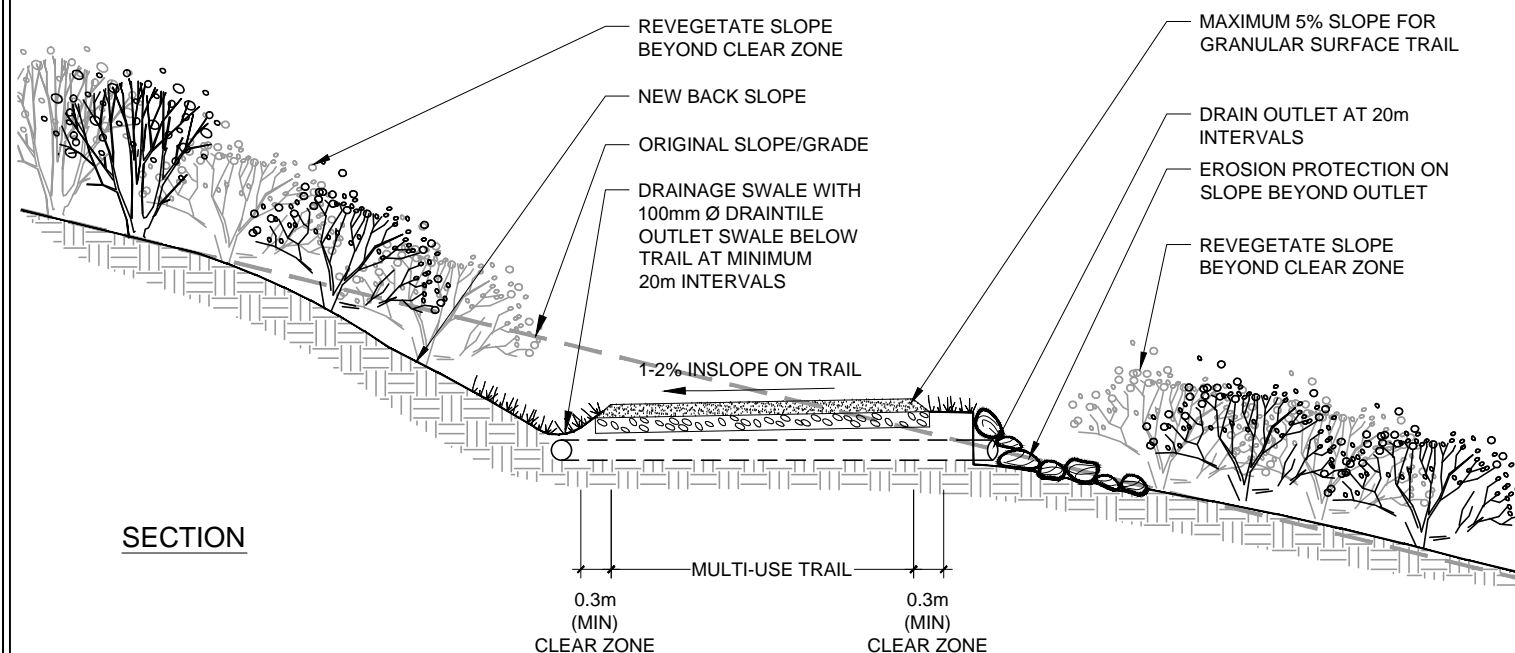 REVEGETATE SLOPE
BEYOND CLEAR ZONE
NEW BACK SLOPE
ORIGINAL SLOPE/GRADE
DRAINAGE SWALE WITH
100mm Ø DRAINTILE
OUTLET SWALE BELOW
TRAIL AT MINIMUM
20m INTERVALS
MAXIMUM 5% SLOPE FOR
GRANULAR SURFACE TRAIL
DRAIN OUTLET AT 20m
INTERVALS
EROSION PROTECTION ON
SLOPE BEYOND OUTLET
REVEGETATE SLOPE
BEYOND CLEAR ZONE
1-2% INSLOPE ON TRAIL
SECTION
MULTI-USE TRAIL
0.3m
(MIN)
CLEAR ZONE
0.3m
(MIN)
CLEAR ZONE